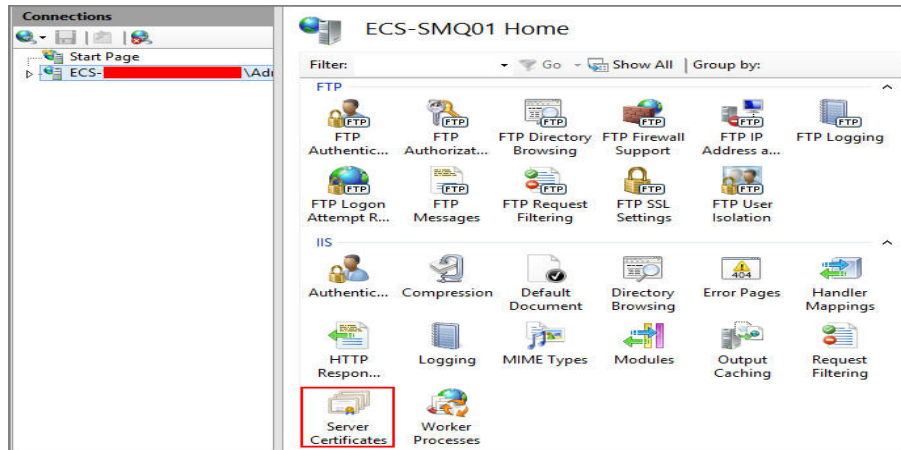 Connections
Start Page
ECS- \Adı
ECS-SMQ01 Home
Filter: Go Show All Group by:
FTP
FTP FTP FTP FTP FTP FTP
FTP FTP FTP Directory FTP Firewall FTP IP FTP Logging
Authentic... Authorizat... Browsing Support Address a...
FTP FTP FTP FTP FTP
FTP Logon FTP FTP Request FTP SSL FTP User
Attempt R... Messages Filtering Settings Isolation
IIS
404
Authentic... Compression Default Directory Error Pages Handler
Document Browsing Mappings
HTTP Logging MIME Types Modules Output Request
Respon... Caching Filtering
Server Worker
Certificates Processes